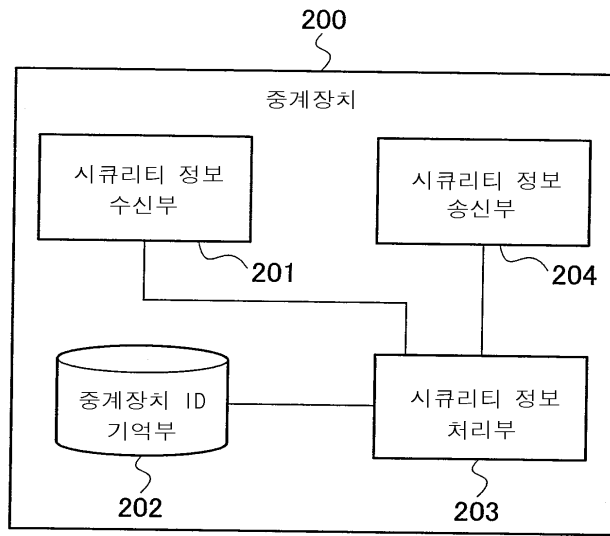 200
중계장치
시큐리티 정보
수신부
201
시큐리티 정보
송신부
204
중계장치 ID
기억부
202
시큐리티 정보
처리부
203